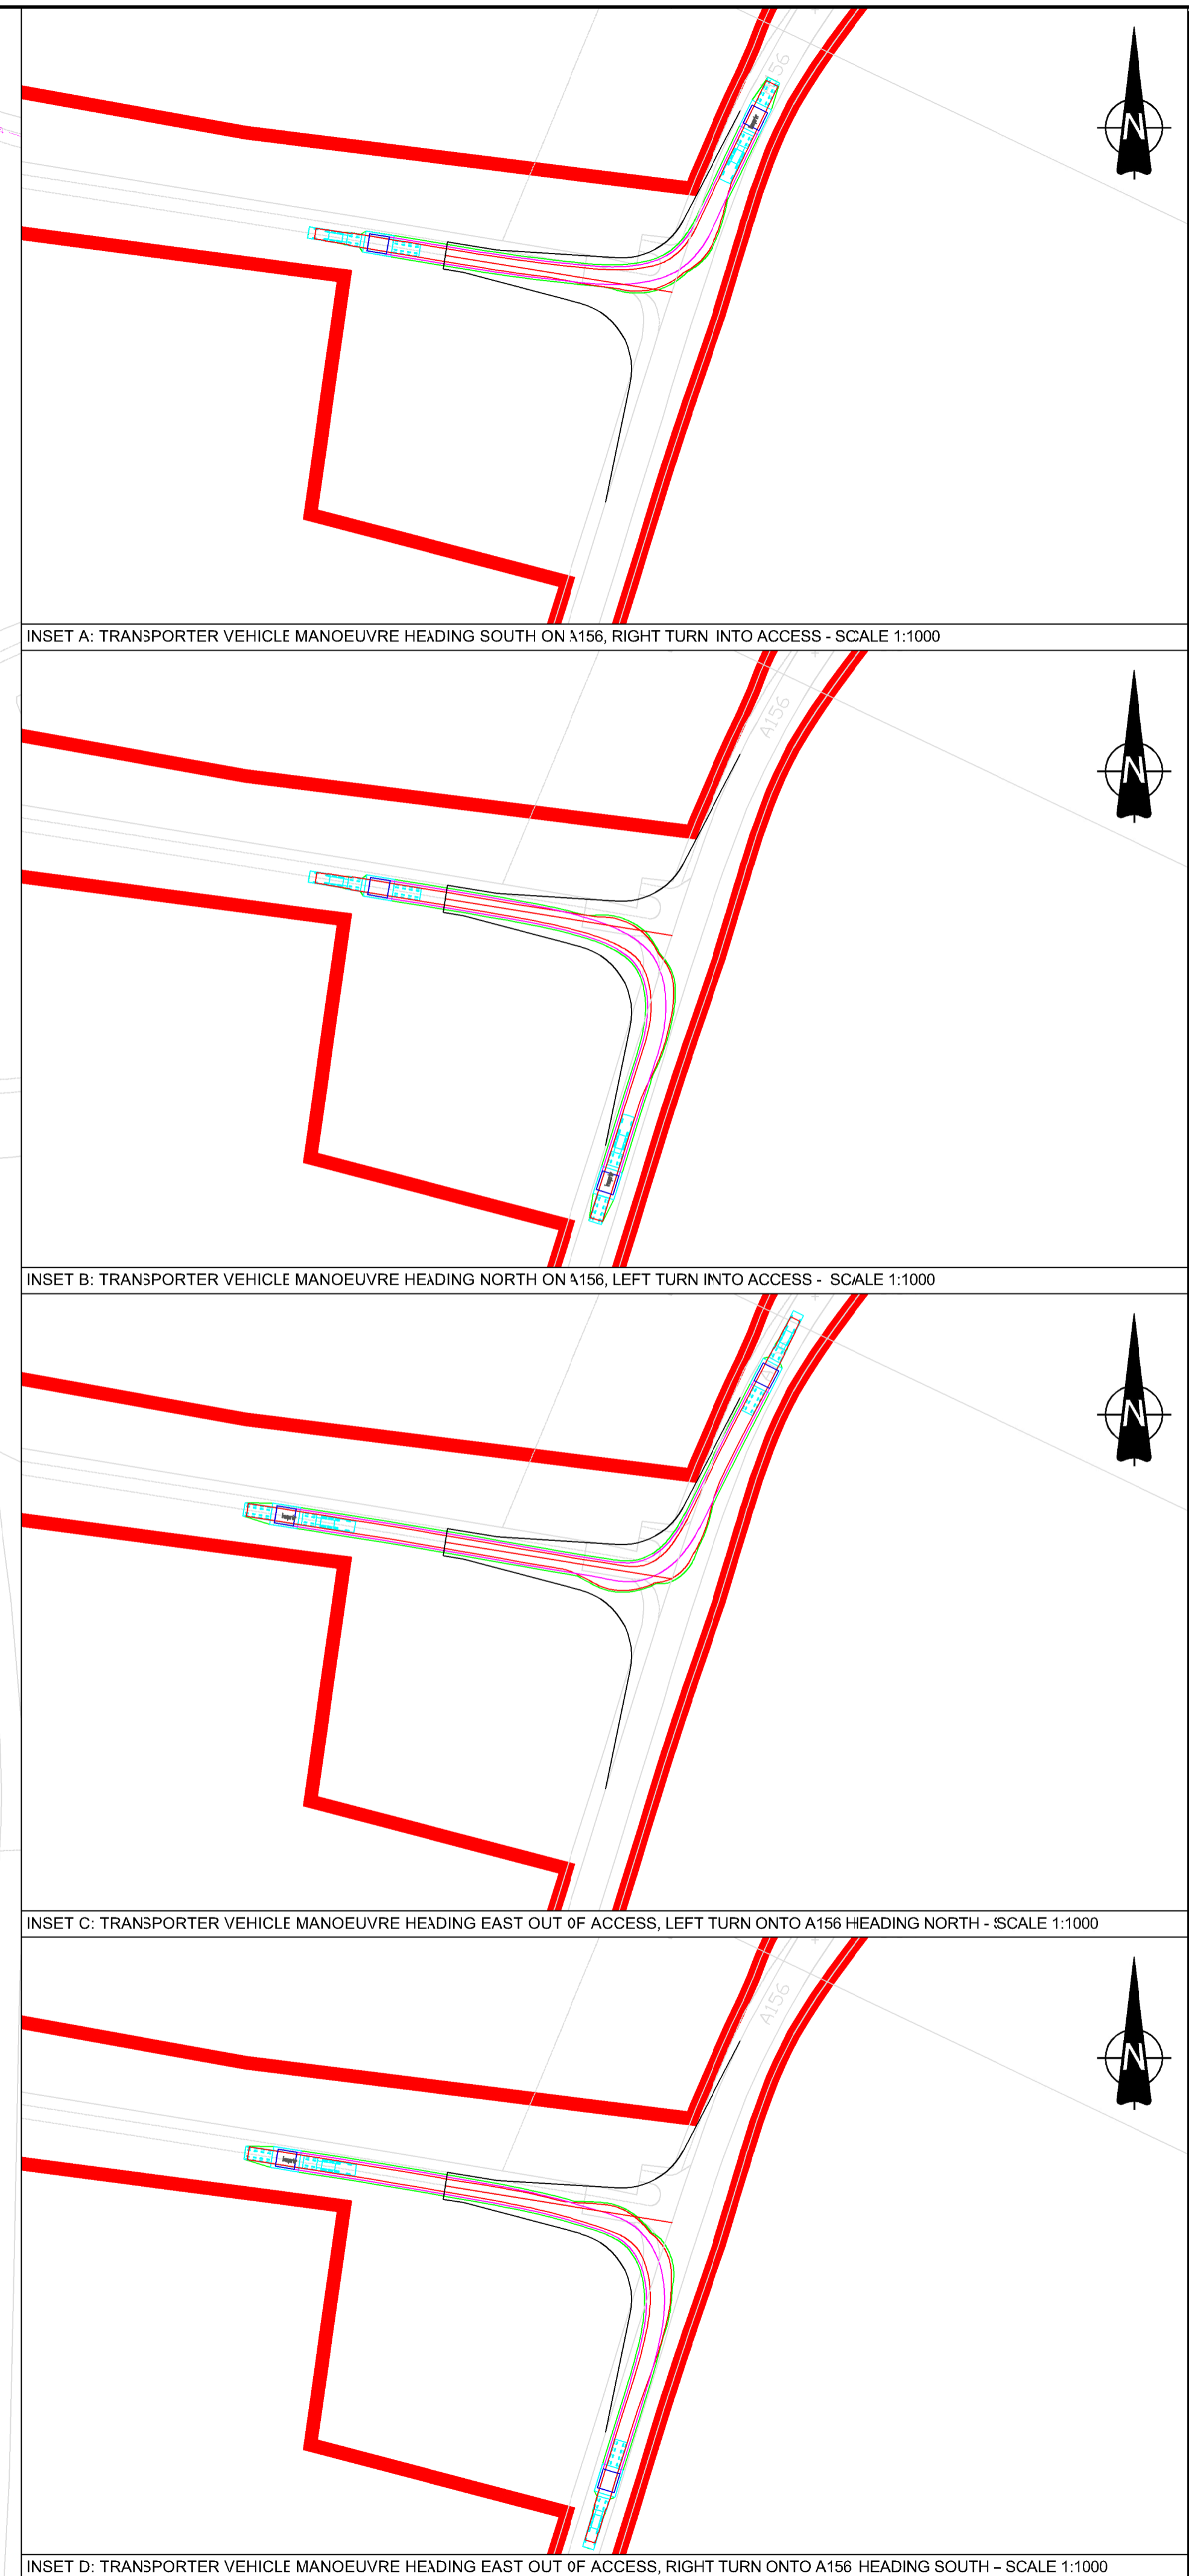 56
N
INSET A: TRANSPORTER VEHICLE MANOEUVRE HEADING SOUTH ON A156, RIGHT TURN INTO ACCESS - SCALE 1:1000
A156
N
INSET B: TRANSPORTER VEHICLE MANOEUVRE HEADING NORTH ON A156, LEFT TURN INTO ACCESS - SCALE 1:1000
N
INSET C: TRANSPORTER VEHICLE MANOEUVRE HEADING EAST OUT OF ACCESS, LEFT TURN ONTO A156 HEADING NORTH - SCALE 1:1000
A156
N
INSET D: TRANSPORTER VEHICLE MANOEUVRE HEADING EAST OUT OF ACCESS, RIGHT TURN ONTO A156 HEADING SOUTH - SCALE 1:1000